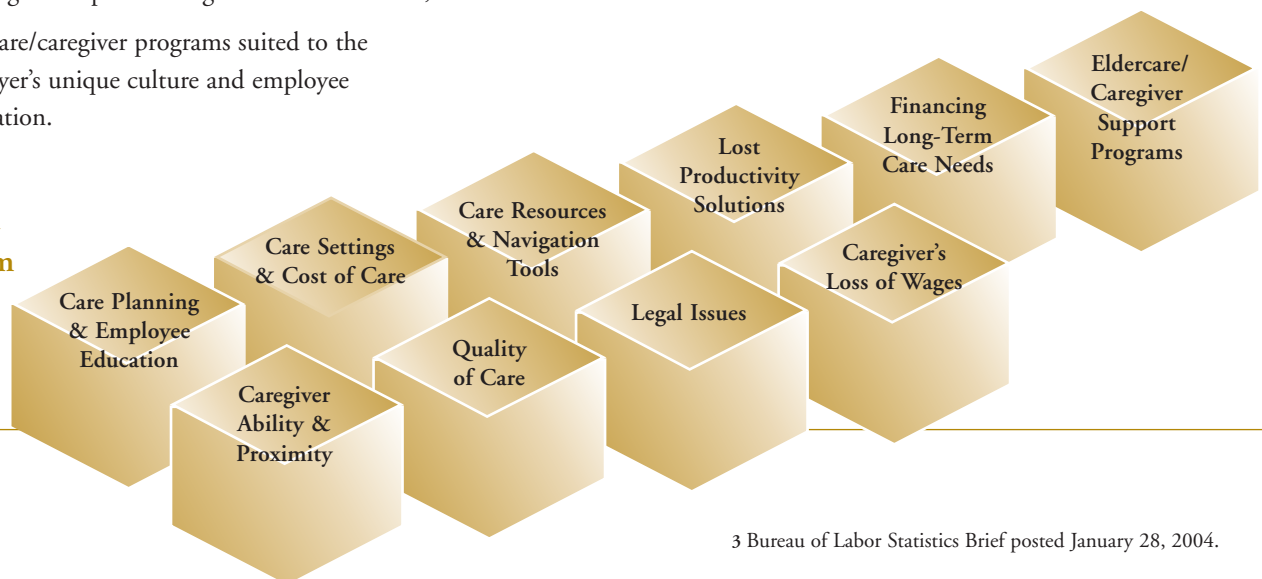 are/caregiver programs suited to the
yer’s unique culture and employee
ation.
m
Eldercare/
Caregiver
Support
Programs
Financing
Long-Term
Care Needs
Lost
Productivity
Solutions
Care Resources
& Navigation
Tools
Care Settings
& Cost of Care
Care Planning
& Employee
Education
Caregiver’s
Loss of Wages
Legal Issues
Quality
of Care
Caregiver
Ability &
Proximity
3 Bureau of Labor Statistics Brief posted January 28, 2004.